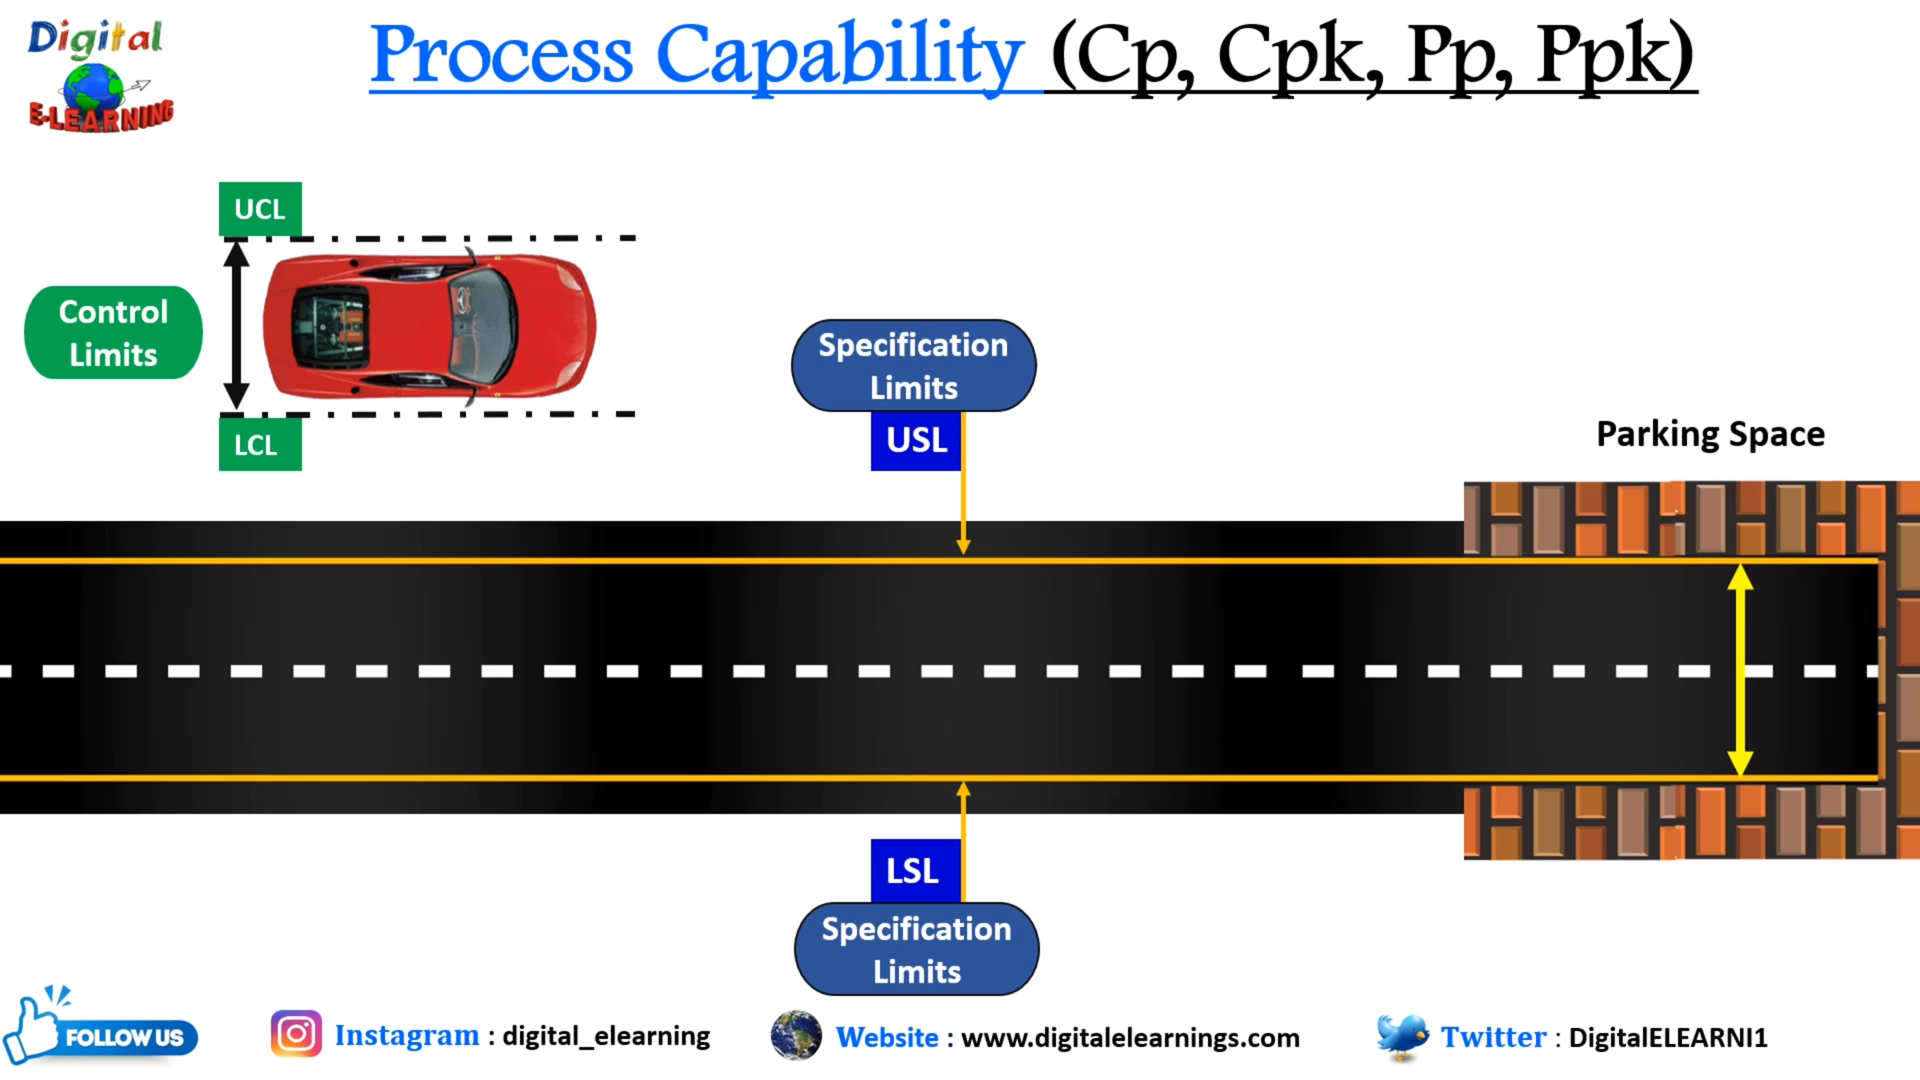 Digital
E-LEARNING
Process Capability (Cp, Cpk, Pp, Ppk)
UCL
Control
Limits
LCL
Specification
Limits
USL
Parking Space
LSL
Specification
Limits
FOLLOW US
Instagram : digital_elearning
Website : www.digitalelearnings.com
Twitter : DigitalELEARNI1